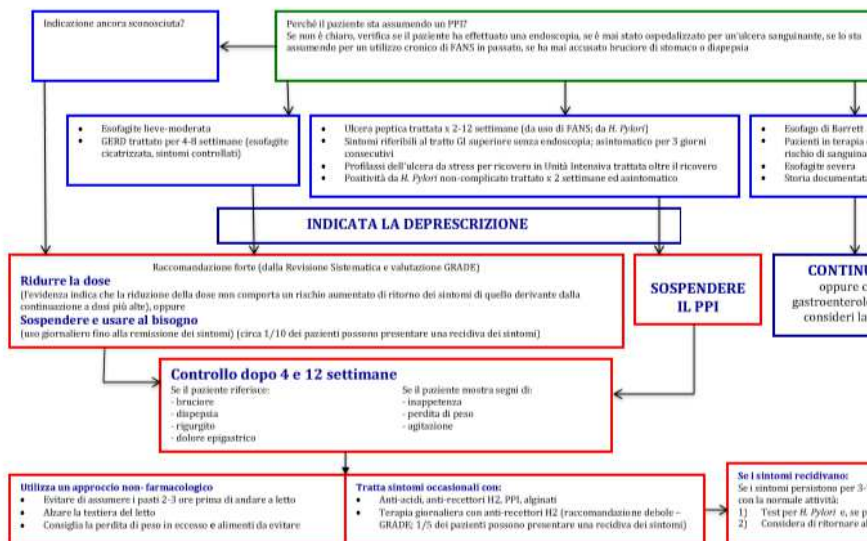 Indicazione ancora sconosciuta?
Perché il paziente sta assumendo un PPI?
Se non è chiaro, verifica se il paziente ha effettuato una endoscopia, se è mai stato ospedalizzato per un'ulcera sanguinante, se lo sta
assumendo per un utilizzo cronico di FANS in passato, se ha mai accusato bruciore di stomaco o dispepsia
• Esofagite lieve-moderata
• GERD trattato per 4-8 settimane (esofagite
cicatrizzata, sintomi controllati)
• Ulcera peptica trattata x 2-12 settimane (da uso di FANS; da H. Pylori)
• Sintomi riferibili al tratto GI superiore senza endoscopia; asintomatico per 3 giorni
consecutivi
• Profilassi dell'ulcera da stress per ricovero in Unità Intensiva trattata oltre il ricovero
• Positività da H. Pylori non-complicato trattato x 2 settimane ed asintomatico
• Esofago di Barrett
• Pazienti in terapia
rischio di sanguina
• Esofagite severa
• Storia documentata
INDICATA LA DEPRESCRIZIONE
Raccomandazione forte (dalla Revisione Sistematica e valutazione GRADE)
Ridurre la dose
(l'evidenza indica che la riduzione della dose non comporta un rischio aumentato di ritorno dei sintomi di quello derivante dalla
continuazione a dosi più alte), oppure
Sospendere e usare al bisogno
(uso giornaliero fino alla remissione dei sintomi) (circa 1/10 dei pazienti possono presentare una recidiva dei sintomi)
SOSPENDERE
IL PPI
CONTINU
oppure c
gastroenterolo
consideri la
Controllo dopo 4 e 12 settimane
Se il paziente riferisce:
- bruciore
- dispepsia
- rigurgito
- dolore epigastrico
Se il paziente mostra segni di:
- inappetenza
- perdita di peso
- agitazione
Utilizza un approccio non- farmacologico
• Evitare di assumere i pasti 2-3 ore prima di andare a letto
• Alzare la testiera del letto
• Consiglia la perdita di peso in eccesso e alimenti da evitare
Tratta sintomi occasionali con:
• Anti-acidi, anti-recettori H2, PPI, alginati
• Terapia giornaliera con anti-recettori H2 (raccomandazione debole –
GRADE; 1/5 dei pazienti possono presentare una recidiva dei sintomi)
Se i sintomi recidivano:
Se i sintomi persistono per 3-
con la normale attività:
1) Test per H. Pylori e, se p
2) Considera di ritornare al